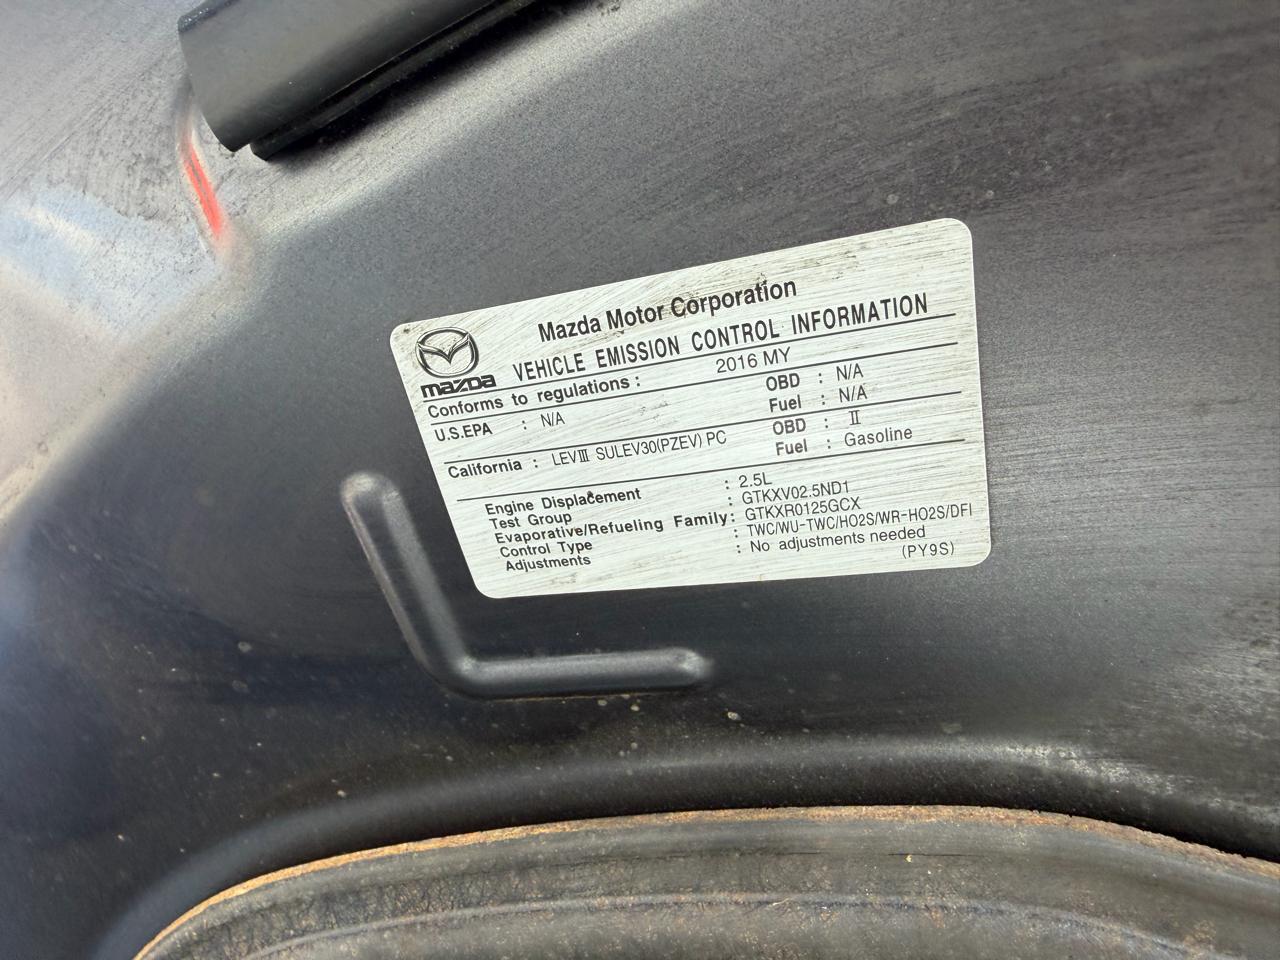 Mazda Motor Corporation
mazda VEHICLE EMISSION CONTROL INFORMATION
Conforms to regulations : 2016 MY
U.S.EPA : N/A OBD : N/A
Fuel : N/A
California : LEVⅢ SULEV30(PZEV) PC OBD : Ⅱ
Fuel : Gasoline
Engine Displacement : 2.5L
Test Group : GTKXV02.5ND1
Evaporative/Refueling Family : GTKXR0125GCX
Control Type : TWC/WU-TWC/HO2S/WR-HO2S/DFI
Adjustments : No adjustments needed
(PY9S)